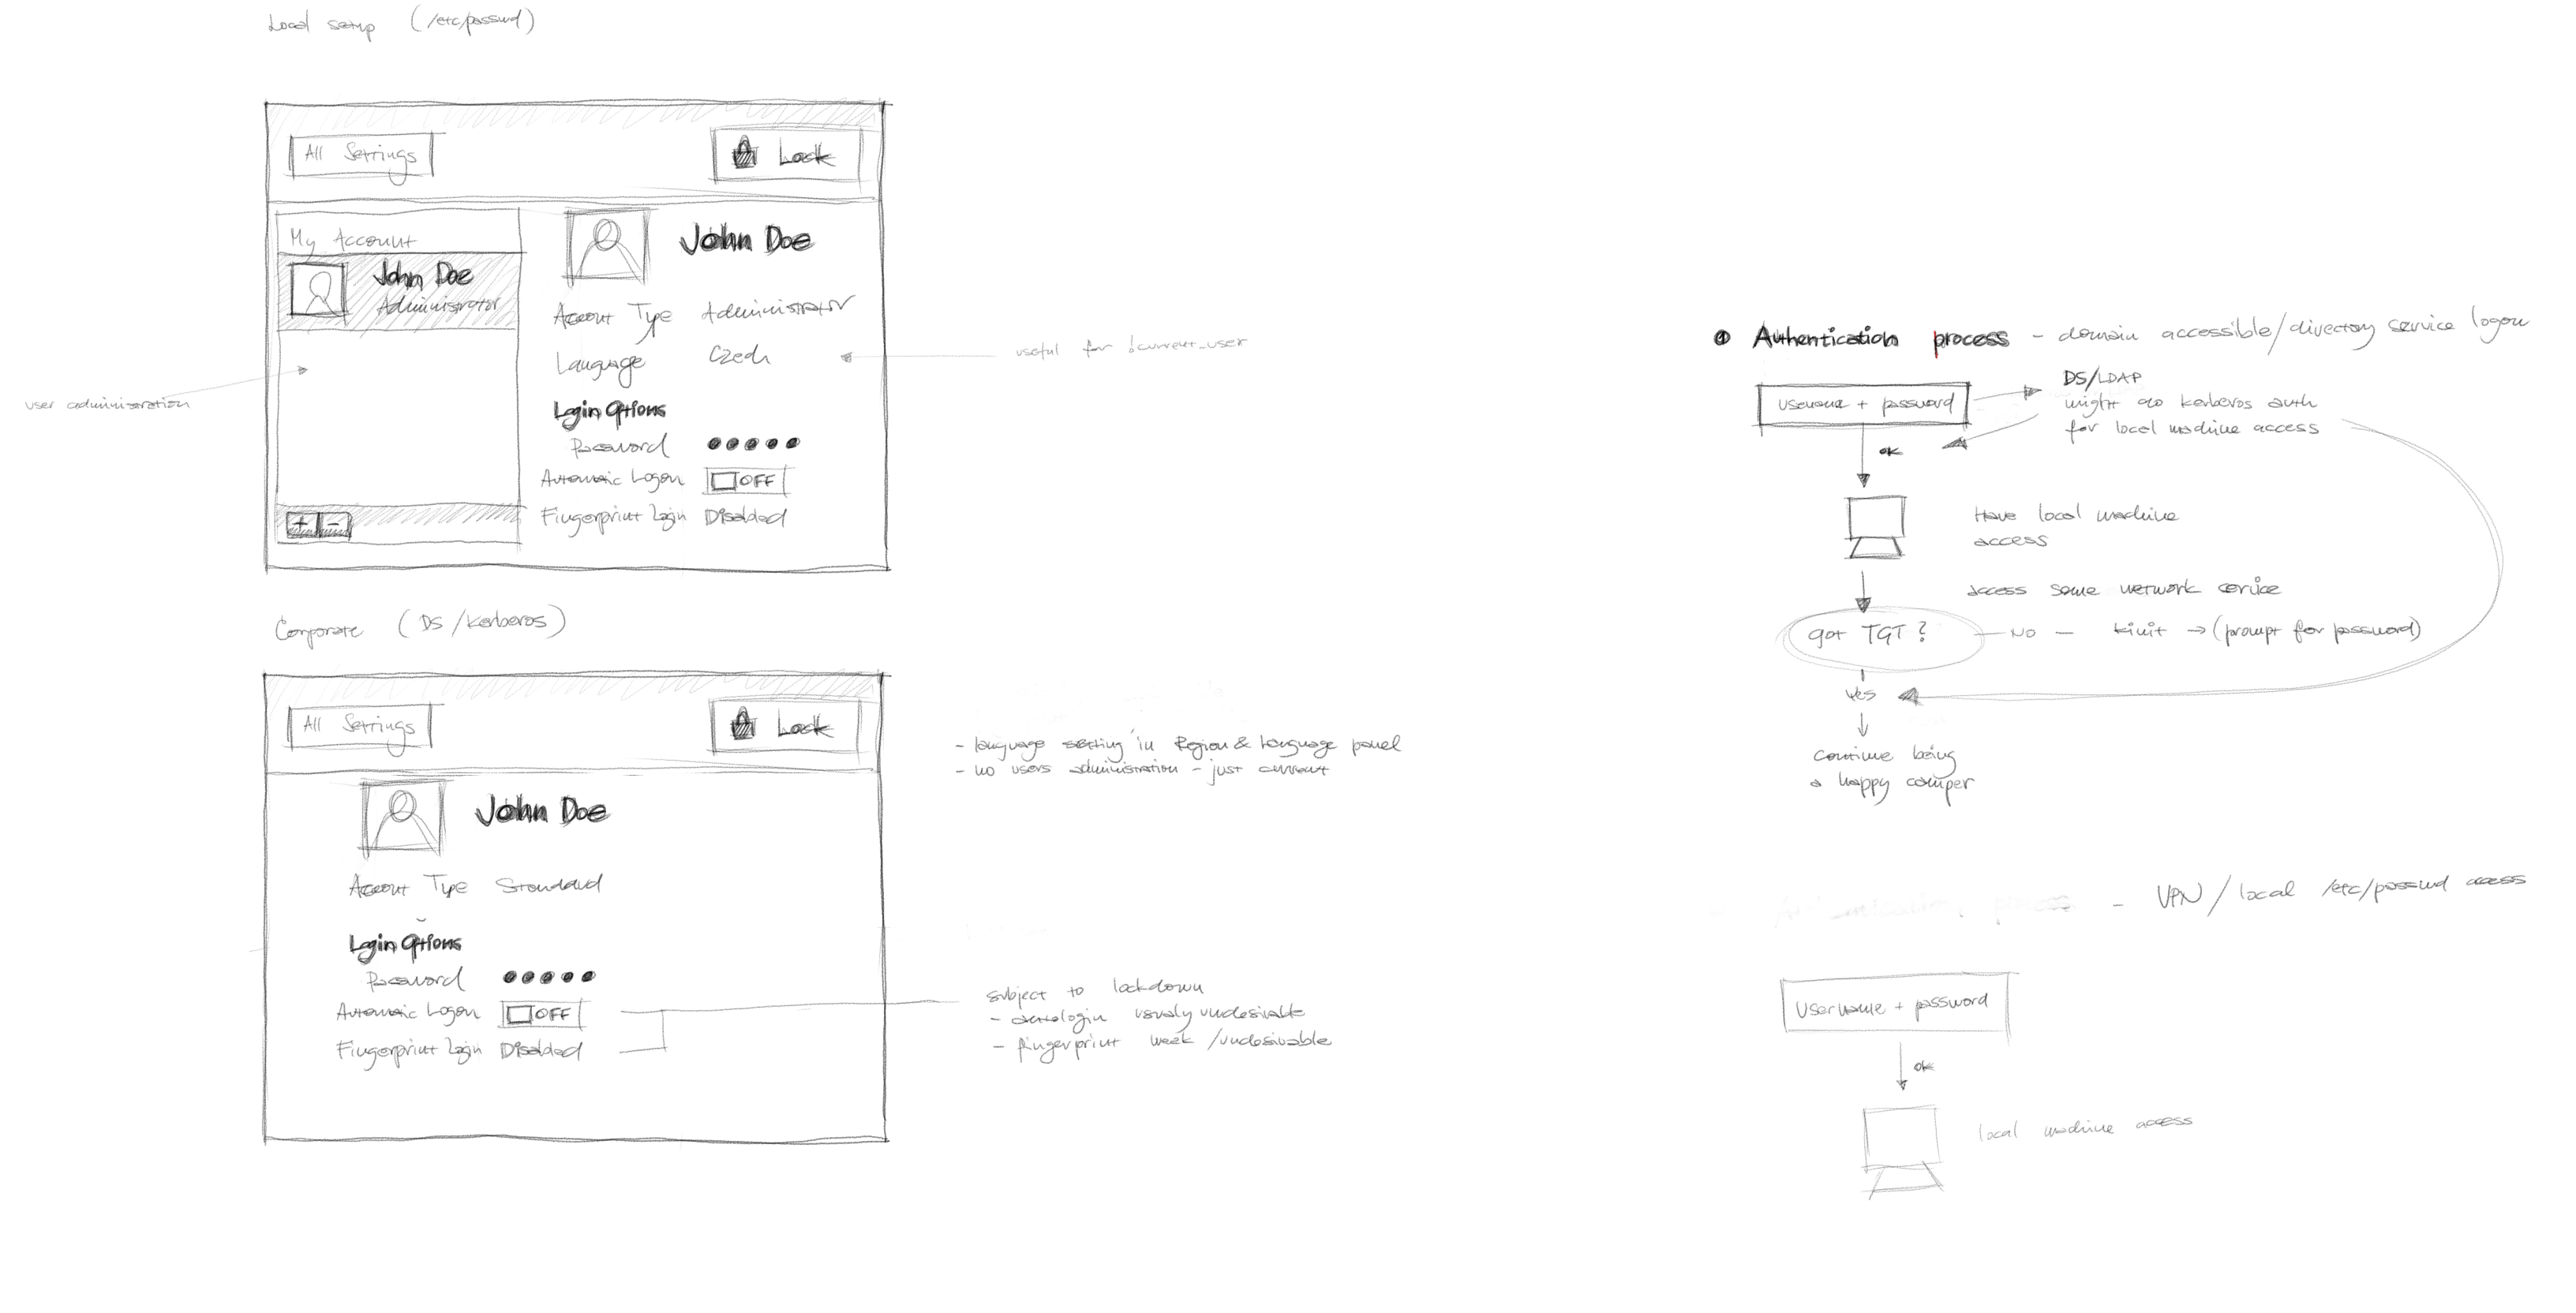 Local setup (/etc/passwd)
All Settings
Lock
My Account
John Doe
Administrator
John Doe
Account Type Administrator
Language Czech
Login Options
Password
Automatic Logon OFF
Fingerprint Login Disabled
user administration
useful for !current_user
Corporate (DS/Kerberos)
All Settings
Lock
John Doe
Account Type Standard
Login Options
Password
Automatic Logon OFF
Fingerprint Login Disabled
- language setting in Region & Language panel
- no users administration - just current
subject to lockdown
- autologin usually undesirable
- fingerprint weak /undesirable
Authentication process - domain accessible/directory service logon
username + password
DS/LDAP
might do kerberos auth
for local machine access
OK
Have local machine
access
access some network service
got TGT?
NO - kinit → (prompt for password)
yes
continue being
a happy camper
Authentication process - VPN / local /etc/passwd access
Username + password
OK
local machine access